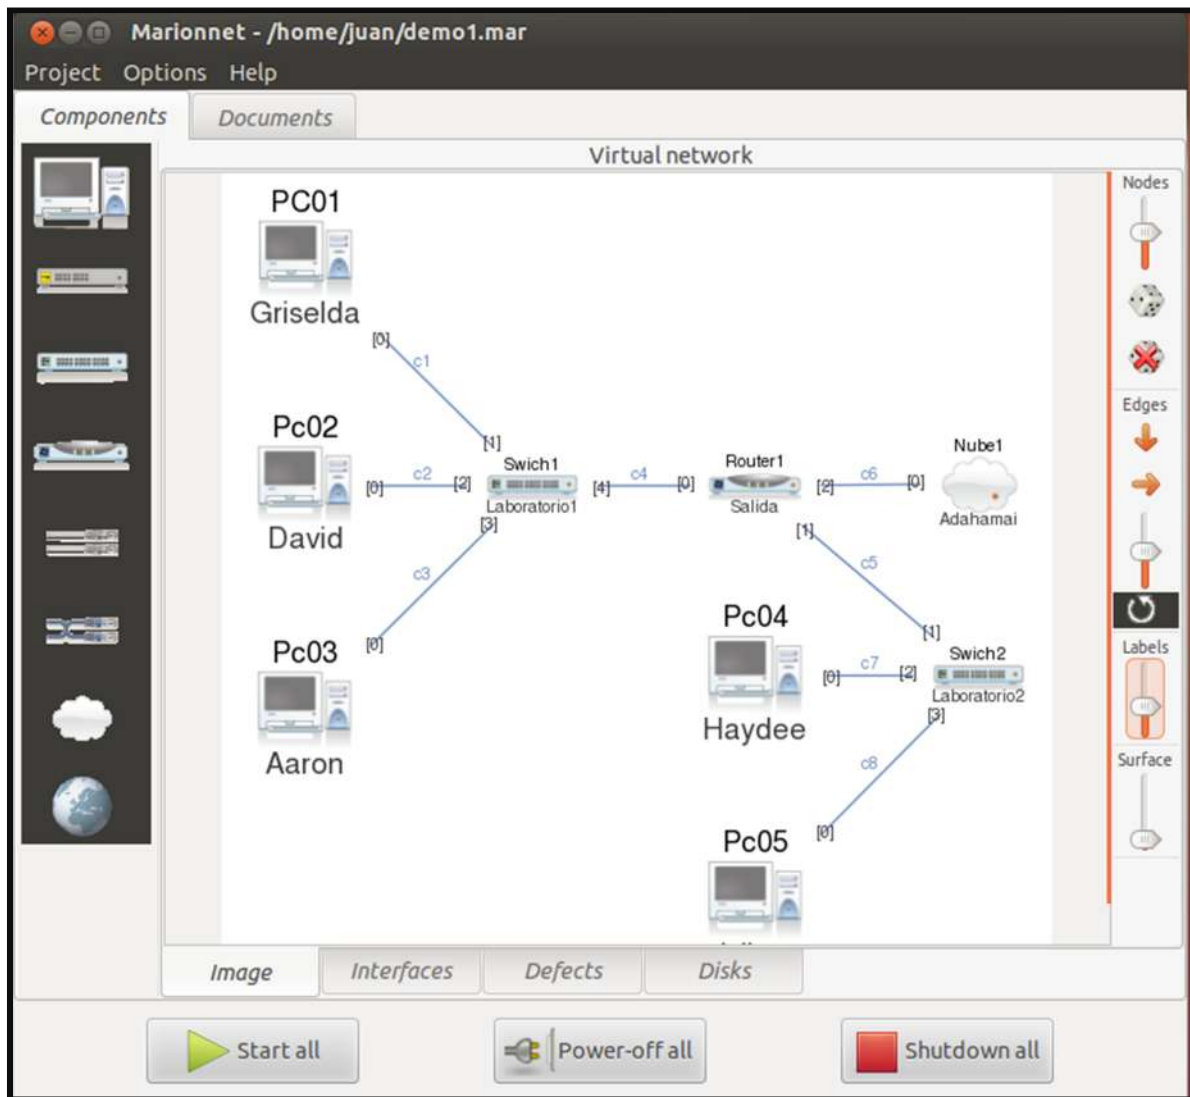 Marionnet - /home/juan/demo1.mar
Project Options Help
Components Documents
Virtual network
Nodes
PC01
Griselda
[0]
c1
[1]
Pc02
David
[0] c2 [2]
Swich1
Laboratorio1
[3]
[4] c4 [0]
Router1
Salida
[2] c6 [0]
Nube1
Adahamai
[1]
c5
[1]
c3
[0]
Pc03
Aaron
Pc04
Haydee
[0] c7 [2]
Swich2
Laboratorio2
[3]
c8
[0]
Pc05
Edges
Labels
Surface
Image Interfaces Defects Disks
Start all Power-off all Shutdown all